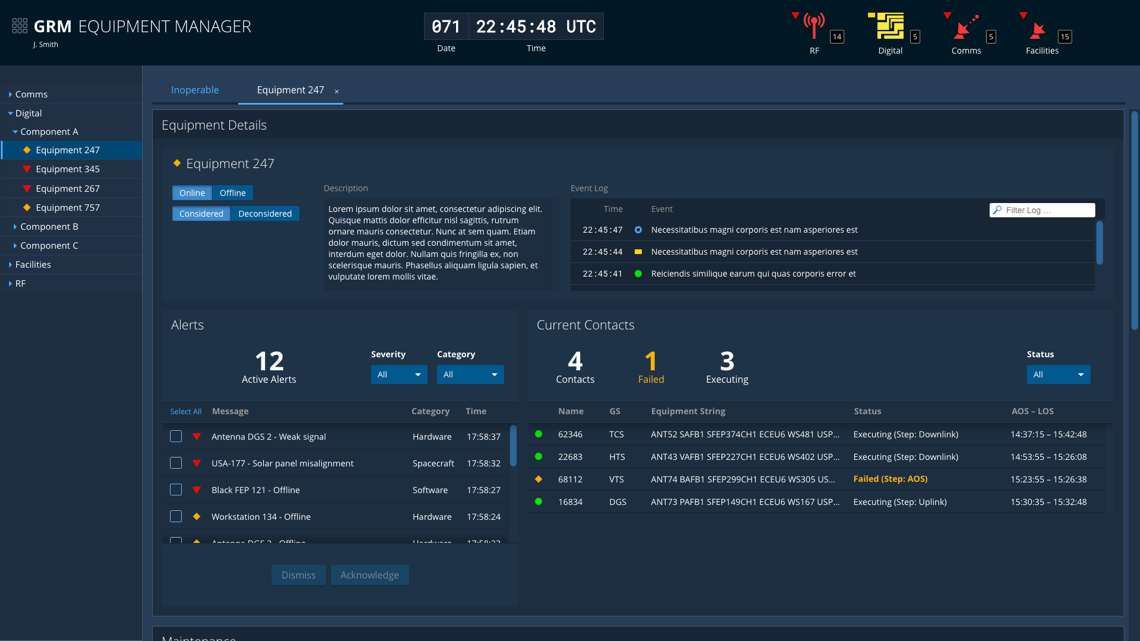 GRM EQUIPMENT MANAGER
J. Smith
071 22:45:48 UTC
Date Time
14 5 5 15
RF Digital Comms Facilities
Comms
Digital
Component A
Equipment 247
Equipment 345
Equipment 267
Equipment 757
Component B
Component C
Facilities
RF
Inoperable Equipment 247 ×
Equipment Details
Equipment 247
Online Offline
Considered Deconsidered
Description
Lorem ipsum dolor sit amet, consectetur adipiscing elit.
Quisque mattis dolor efficitur nisl sagittis, rutrum
ornare mauris consectetur. Nunc at sem quam. Etiam
dolor mauris, dictum sed condimentum sit amet,
interdum eget dolor. Nullam quis fringilla ex, non
scelerisque mauris. Phasellus aliquam ligula sapien, et
vulputate lorem mollis vitae.
Event Log
Time Event Filter Log ...
22:45:47 Necessitatibus magni corporis est nam asperiores est
22:45:44 Necessitatibus magni corporis est nam asperiores est
22:45:41 Reiciendis similique earum qui quas corporis error et
Alerts
12
Active Alerts
Severity Category
All All
Select All Message Category Time
Antenna DGS 2 - Weak signal Hardware 17:58:37
USA-177 - Solar panel misalignment Spacecraft 17:58:32
Black FEP 121 - Offline Software 17:58:27
Workstation 134 - Offline Hardware 17:58:24
Antenna DGS 2 - Offline Hardware 17:58:23
Dismiss Acknowledge
Current Contacts
4 1 3
Contacts Failed Executing
Status
All
Name GS Equipment String Status AOS – LOS
62346 TCS ANT52 SAFB1 SFEP374CH1 ECEU6 WS481 USP... Executing (Step: Downlink) 14:37:15 – 15:42:48
22683 HTS ANT43 VAFB1 SFEP227CH1 ECEU6 WS402 USP... Executing (Step: Downlink) 14:53:55 – 15:26:08
68112 VTS ANT74 BAFB1 SFEP299CH1 ECEU6 WS305 US... Failed (Step: AOS) 15:23:55 – 15:26:38
16834 DGS ANT73 PAFB1 SFEP149CH1 ECEU6 WS167 USP... Executing (Step: Uplink) 15:30:35 – 15:32:48
Maintenance